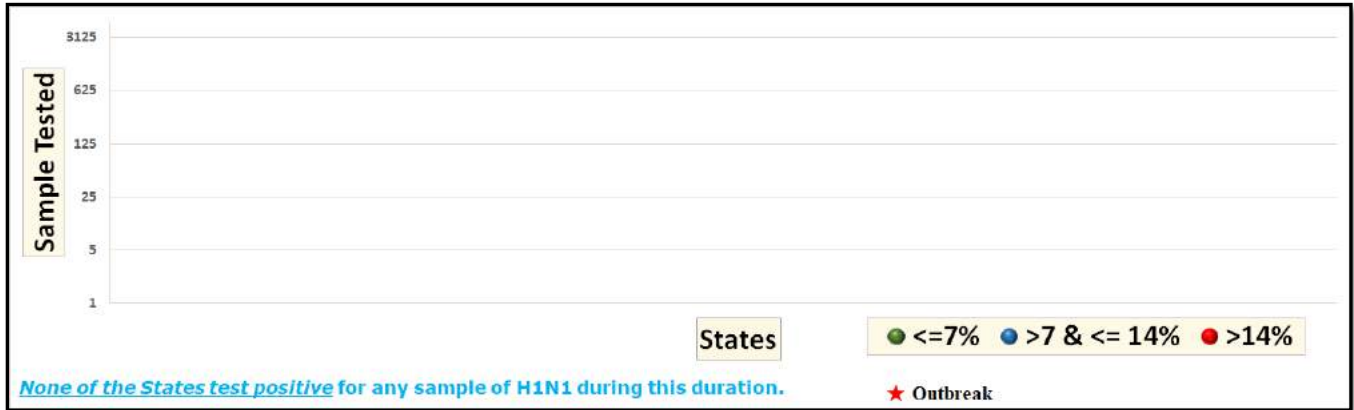 3125
625
125
25
5
1
Sample Tested
States
<=7% >7 & <= 14% >14%
None of the States test positive for any sample of H1N1 during this duration.
★ Outbreak